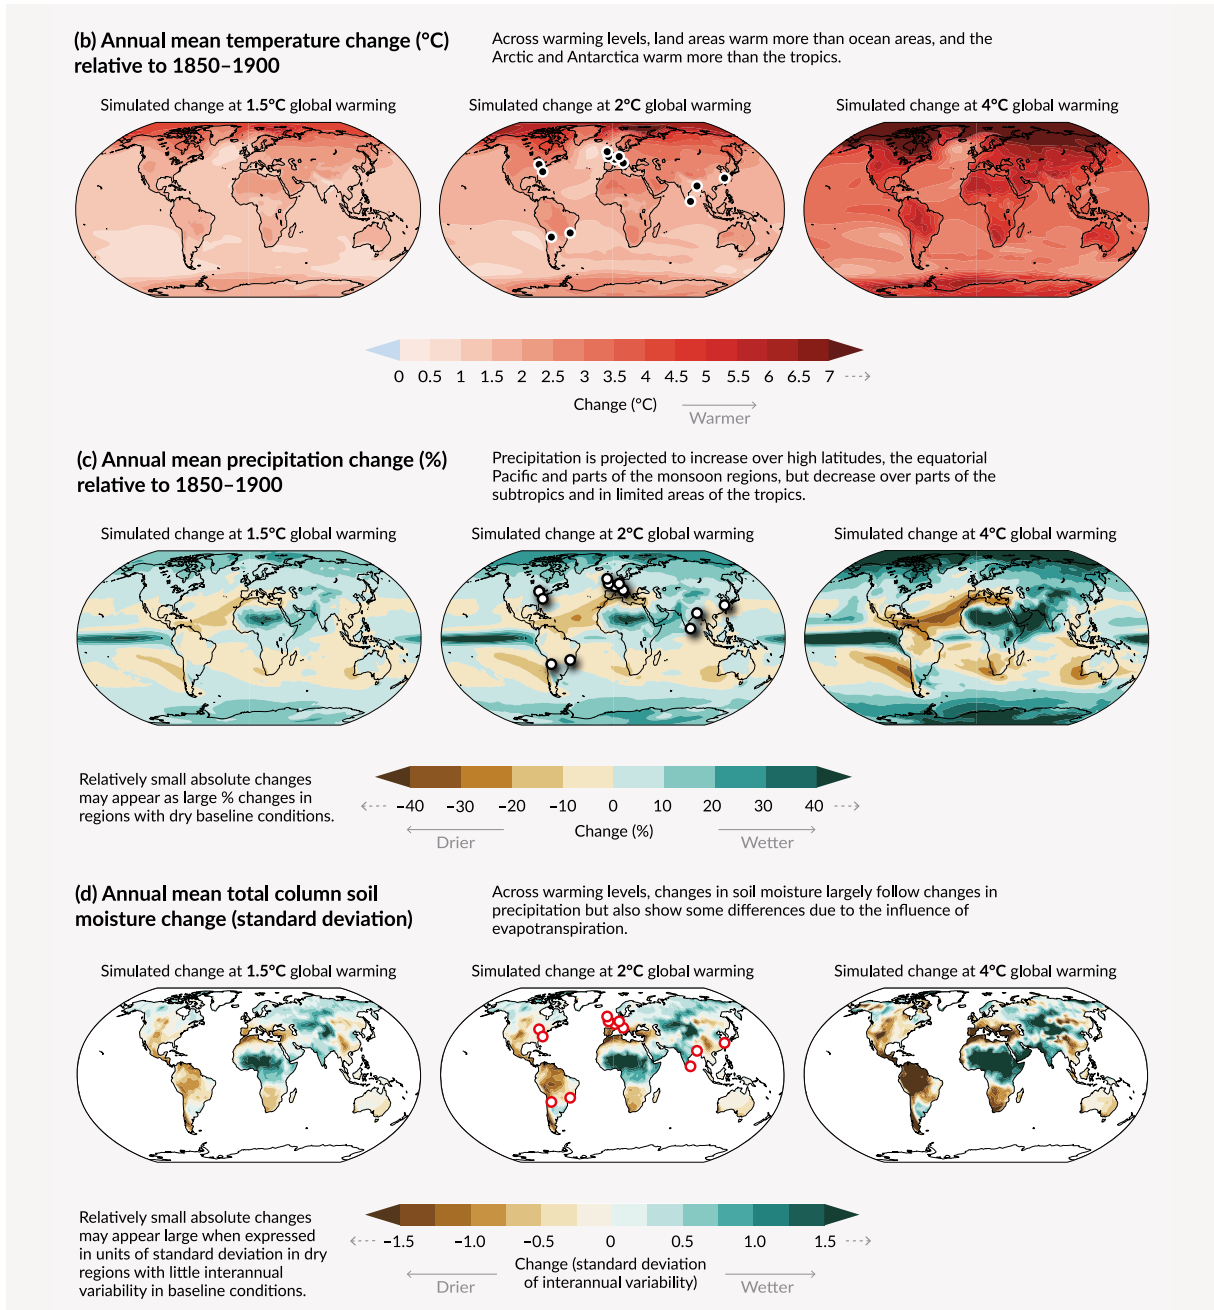 (b) Annual mean temperature change (°C)
relative to 1850–1900
Across warming levels, land areas warm more than ocean areas, and the
Arctic and Antarctica warm more than the tropics.
Simulated change at 1.5°C global warming
Simulated change at 2°C global warming
Simulated change at 4°C global warming
0 0.5 1 1.5 2 2.5 3 3.5 4 4.5 5 5.5 6 6.5 7
Change (°C)
Warmer
(c) Annual mean precipitation change (%)
relative to 1850–1900
Precipitation is projected to increase over high latitudes, the equatorial
Pacific and parts of the monsoon regions, but decrease over parts of the
subtropics and in limited areas of the tropics.
Simulated change at 1.5°C global warming
Simulated change at 2°C global warming
Simulated change at 4°C global warming
Relatively small absolute changes
may appear as large % changes in
regions with dry baseline conditions.
–40 –30 –20 –10 0 10 20 30 40
Change (%)
Drier
Wetter
(d) Annual mean total column soil
moisture change (standard deviation)
Across warming levels, changes in soil moisture largely follow changes in
precipitation but also show some differences due to the influence of
evapotranspiration.
Simulated change at 1.5°C global warming
Simulated change at 2°C global warming
Simulated change at 4°C global warming
Relatively small absolute changes
may appear large when expressed
in units of standard deviation in dry
regions with little interannual
variability in baseline conditions.
–1.5 –1.0 –0.5 0 0.5 1.0 1.5
Change (standard deviation
of interannual variability)
Drier
Wetter